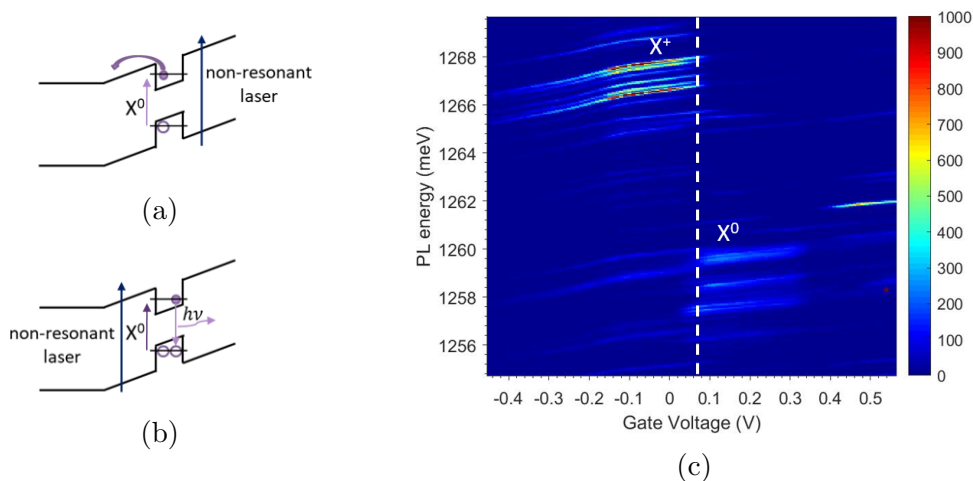 X⁰
non-resonant
laser
(a)
non-resonant
laser
X⁰
hν
(b)
PL energy (meV)
1268
1266
1264
1262
1260
1258
1256
X⁺
X⁰
-0.4 -0.3 -0.2 -0.1 0 0.1 0.2 0.3 0.4 0.5
Gate Voltage (V)
1000
900
800
700
600
500
400
300
200
100
0
(c)